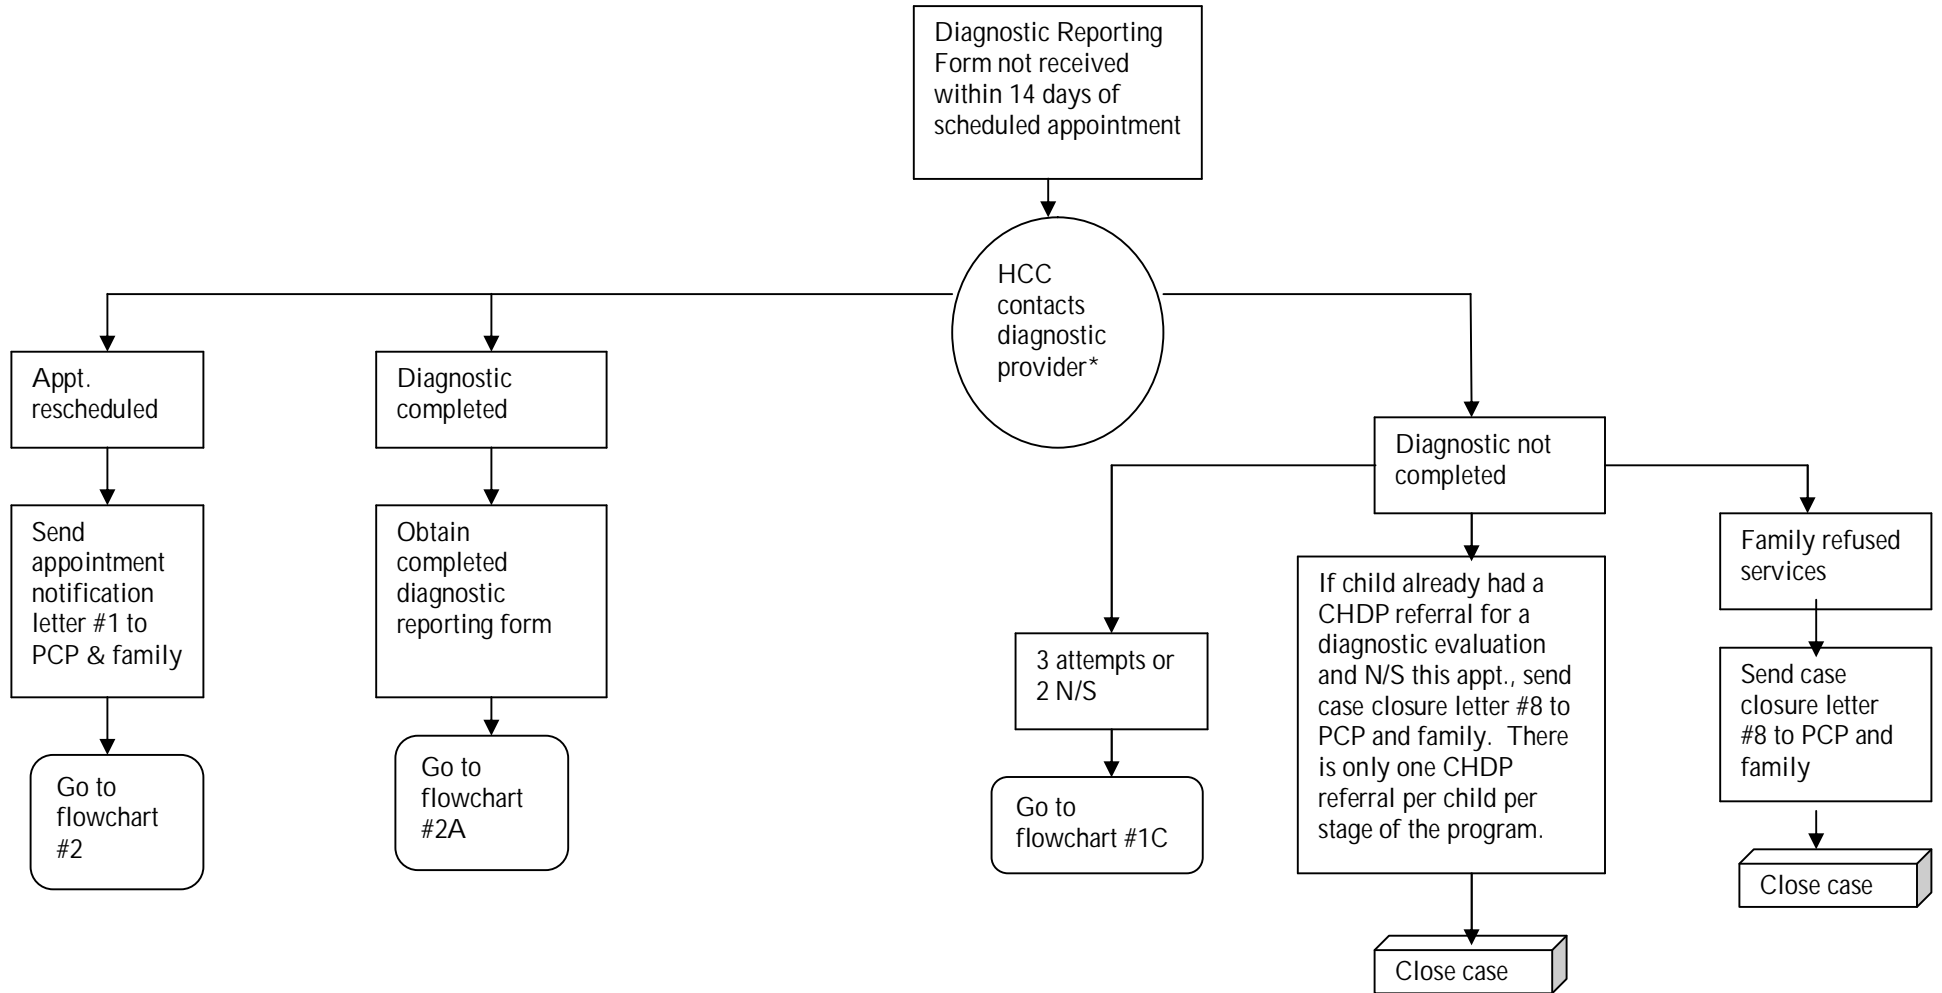 Diagnostic Reporting
Form not received
within 14 days of
scheduled appointment
HCC
contacts
diagnostic
provider*
Appt.
rescheduled
Send
appointment
notification
letter #1 to
PCP & family
Go to
flowchart
#2
Diagnostic
completed
Obtain
completed
diagnostic
reporting form
Go to
flowchart
#2A
Diagnostic not
completed
3 attempts or
2 N/S
Go to
flowchart #1C
If child already had a
CHDP referral for a
diagnostic evaluation
and N/S this appt., send
case closure letter #8 to
PCP and family.  There
is only one CHDP
referral per child per
stage of the program.
Close case
Family refused
services
Send case
closure letter
#8 to PCP and
family
Close case